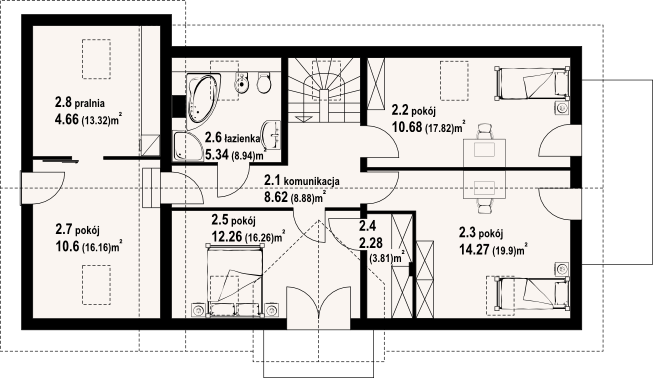 2.8 pralnia
4.66 (13.32)m²
2.6 łazienka
5.34 (8.94)m²
2.2 pokój
10.68 (17.82)m²
2.1 komunikacja
8.62 (8.88)m²
2.7 pokój
10.6 (16.16)m²
2.5 pokój
12.26 (16.26)m²
2.4
2.28
(3.81)m²
2.3 pokój
14.27 (19.9)m²